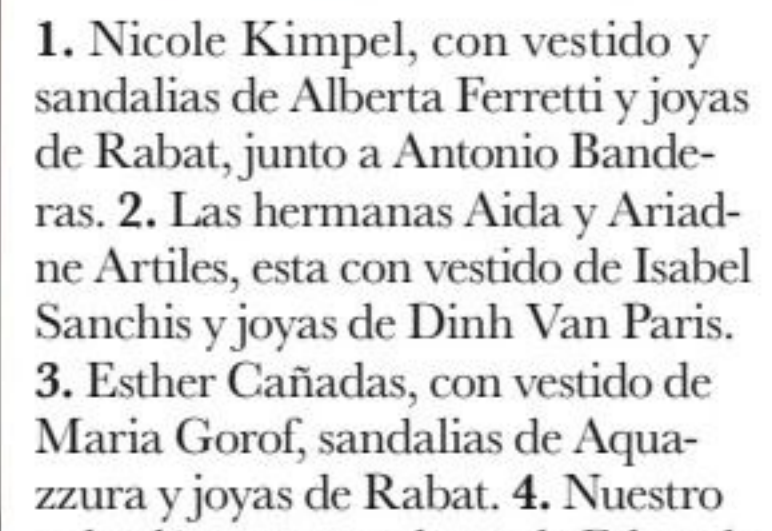 1. Nicole Kimpel, con vestido y
sandalias de Alberta Ferretti y joyas
de Rabat, junto a Antonio Bande-
ras. 2. Las hermanas Aida y Ariad-
ne Artiles, esta con vestido de Isabel
Sanchis y joyas de Dinh Van Paris.
3. Esther Cañadas, con vestido de
Maria Gorof, sandalias de Aqua-
zzura y joyas de Rabat. 4. Nuestro